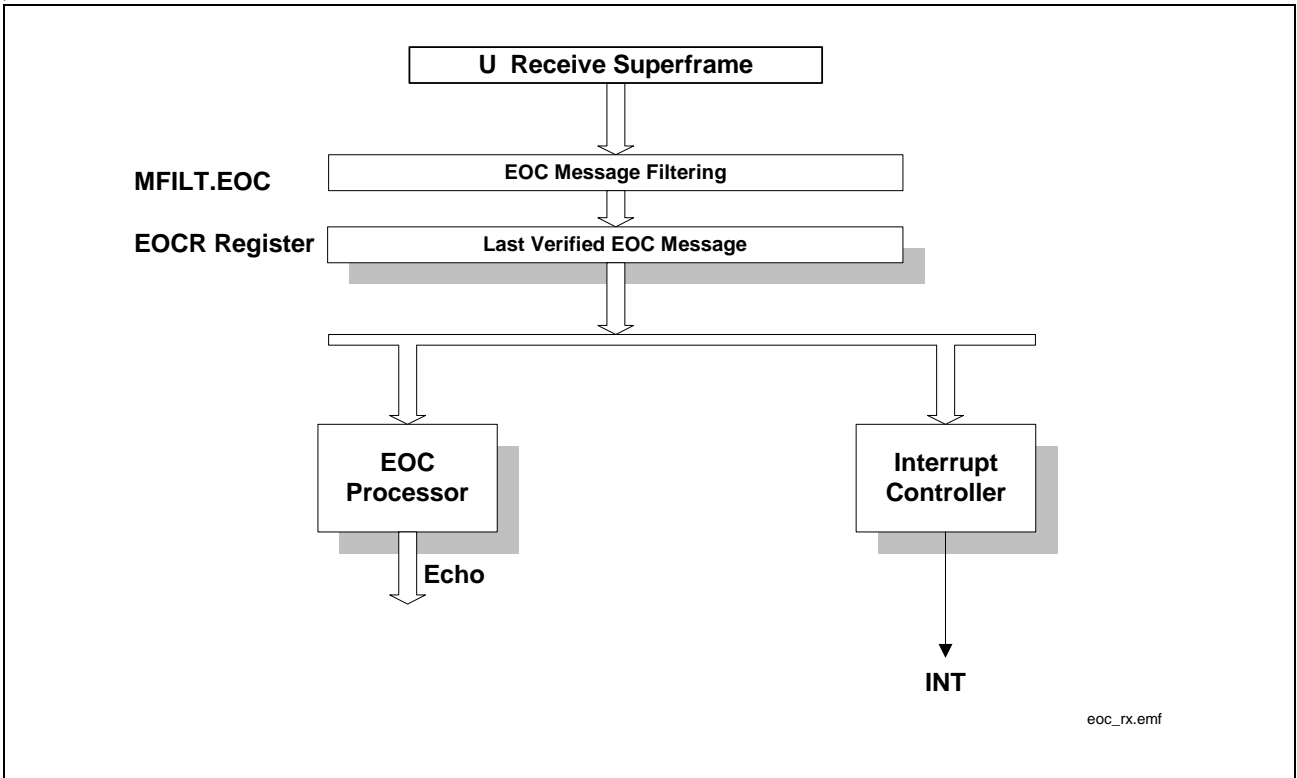 U Receive Superframe
MFILT.EOC
EOC Message Filtering
EOCR Register
Last Verified EOC Message
EOC
Processor
Interrupt
Controller
Echo
INT
eoc_rx.emf